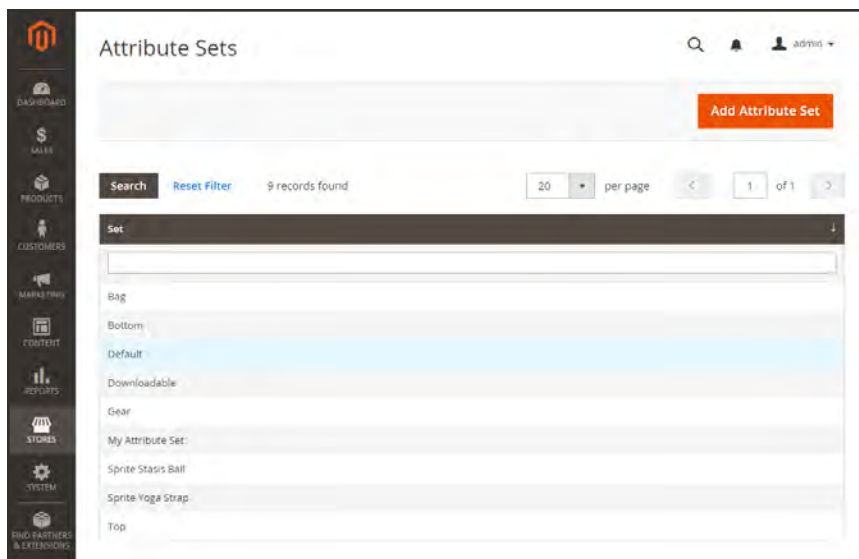 Attribute Sets
admin
DASHBOARD
Add Attribute Set
$
SALES
Search Reset Filter 9 records found 20 per page < 1 of 1 >
PRODUCTS
Set ↓
CUSTOMERS
MARKETING
Bag
Bottom
CONTENT
Default
Downloadable
REPORTS
Gear
STORES
My Attribute Set
Sprite Stasis Ball
SYSTEM
Sprite Yoga Strap
Top
FIND PARTNERS
& EXTENSIONS